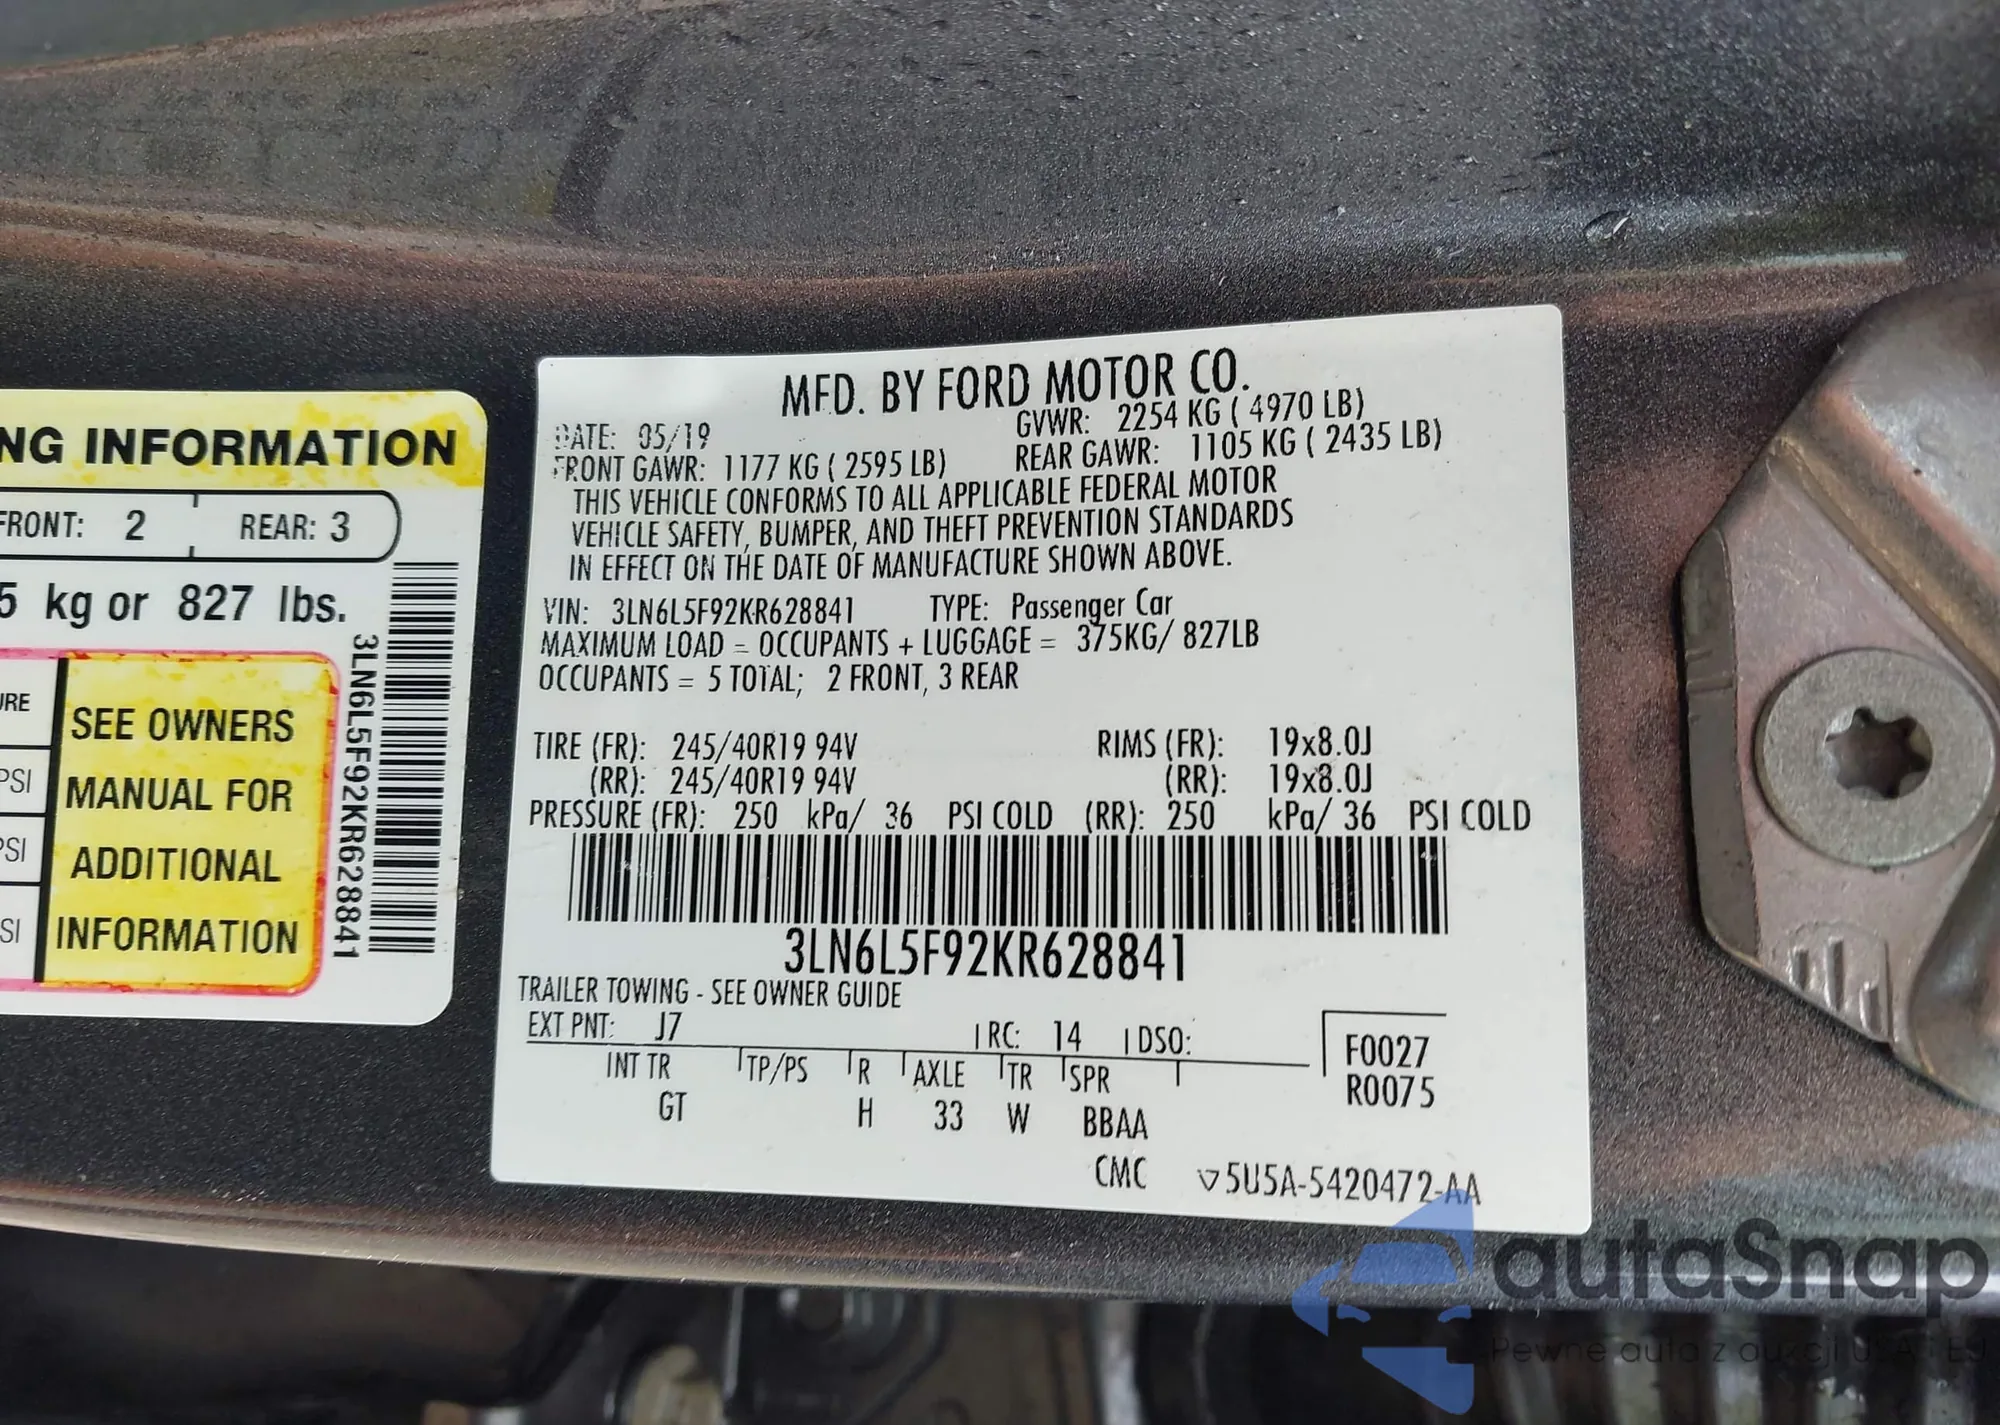 NG INFORMATION
FRONT: 2 REAR: 3
5 kg or 827 lbs.
URE
PSI
PSI
SI
SEE OWNERS
MANUAL FOR
ADDITIONAL
INFORMATION
3LN6L5F92KR628841
MFD. BY FORD MOTOR CO.
DATE: 05/19 GVWR: 2254 KG ( 4970 LB)
FRONT GAWR: 1177 KG ( 2595 LB) REAR GAWR: 1105 KG ( 2435 LB)
THIS VEHICLE CONFORMS TO ALL APPLICABLE FEDERAL MOTOR
VEHICLE SAFETY, BUMPER, AND THEFT PREVENTION STANDARDS
IN EFFECT ON THE DATE OF MANUFACTURE SHOWN ABOVE.
VIN: 3LN6L5F92KR628841 TYPE: Passenger Car
MAXIMUM LOAD = OCCUPANTS + LUGGAGE = 375KG/ 827LB
OCCUPANTS = 5 TOTAL; 2 FRONT, 3 REAR
TIRE (FR): 245/40R19 94V RIMS (FR): 19x8.0J
(RR): 245/40R19 94V (RR): 19x8.0J
PRESSURE (FR): 250 kPa/ 36 PSI COLD (RR): 250 kPa/ 36 PSI COLD
3LN6L5F92KR628841
TRAILER TOWING - SEE OWNER GUIDE
EXT PNT: J7 RC: 14 DSO:
F0027
R0075
INT TR TP/PS R AXLE TR SPR
GT H 33 W BBAA
CMC ▽5U5A-5420472-AA
autaSnap
Pewne auta z aukcji USA i EU